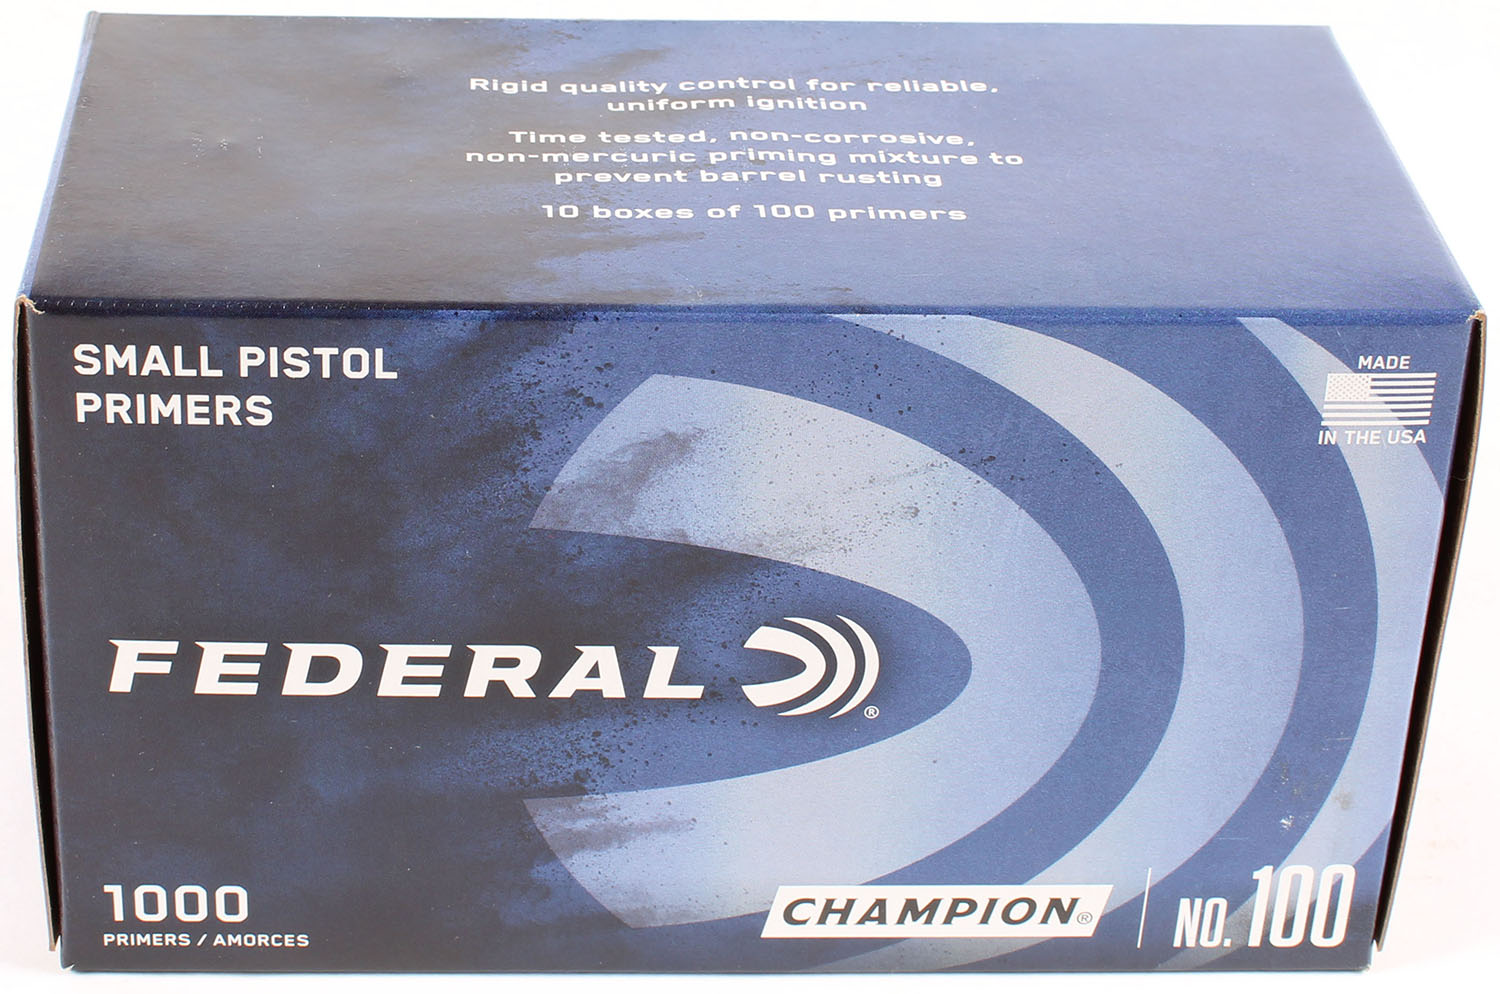 Rigid quality control for reliable,
uniform ignition
Time tested, non-corrosive,
non-mercuric priming mixture to
prevent barrel rusting
10 boxes of 100 primers
SMALL PISTOL
PRIMERS
MADE
IN THE USA
FEDERAL ®
1000
PRIMERS / AMORCES
CHAMPION®
NO. 100